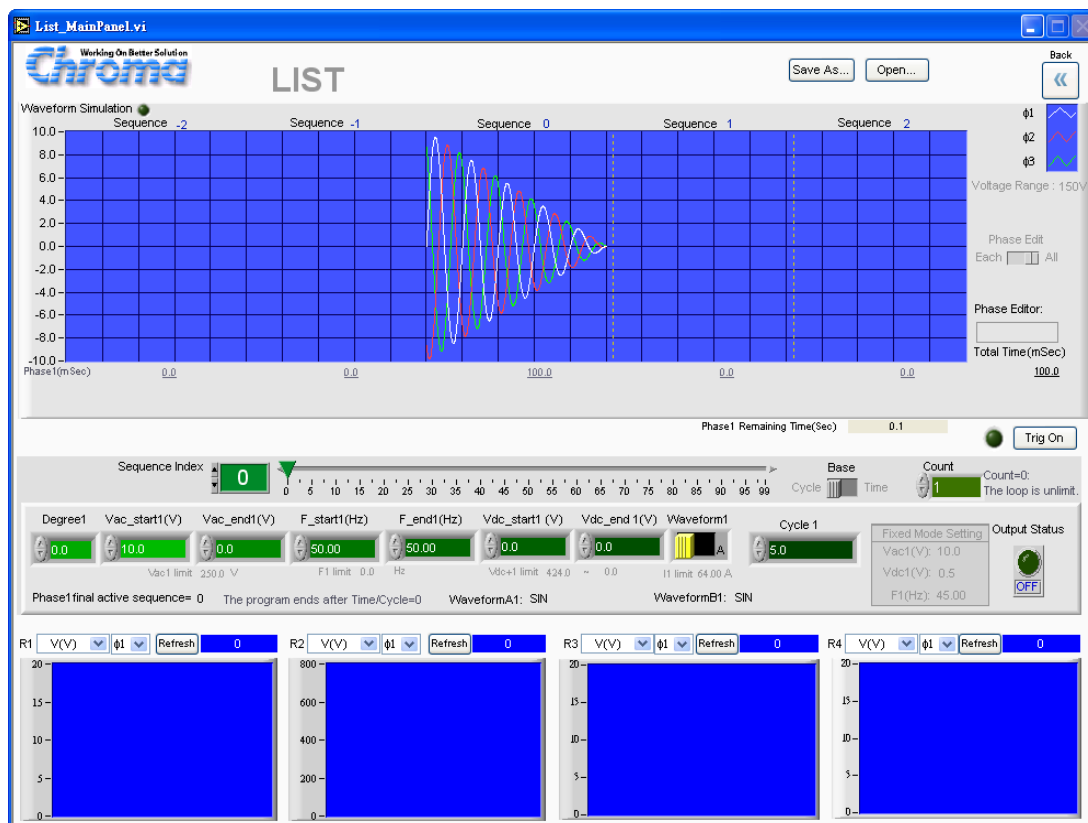 List_MainPanel.vi
Working On Better Solution
Chroma
LIST
Save As...
Open...
Back
Waveform Simulation
Sequence -2
Sequence -1
Sequence 0
Sequence 1
Sequence 2
10.0
8.0
6.0
4.0
2.0
0.0
-2.0
-4.0
-6.0
-8.0
-10.0
ϕ1
ϕ2
ϕ3
Voltage Range : 150V
Phase Edit
Each All
Phase Editor:
Total Time(mSec)
100.0
Phase1(mSec) 0.0 0.0 100.0 0.0 0.0
Phase1 Remaining Time(Sec) 0.1
Trig On
Sequence Index 0
0 5 10 15 20 25 30 35 40 45 50 55 60 65 70 75 80 85 90 95 99
Base
Cycle Time
Count
1
Count=0:
The loop is unlimit.
Degree1 Vac_start1(V) Vac_end1(V) F_start1(Hz) F_end1(Hz) Vdc_start1 (V) Vdc_end 1(V) Waveform1 Cycle 1
0.0 10.0 0.0 50.00 50.00 0.0 0.0 A 5.0
Vac1 limit 250.0 V F1 limit 0.0 Hz Vdc+1 limit 424.0 ~ 0.0 I1 limit 64.00 A
Phase1final active sequence= 0 The program ends after Time/Cycle=0 WaveformA1: SIN WaveformB1: SIN
Fixed Mode Setting
Vac1(V): 10.0
Vdc1(V): 0.5
F1(Hz): 45.00
Output Status
OFF
R1 V(V) ϕ1 Refresh 0
20
15
10
5
0
R2 V(V) ϕ1 Refresh 0
800
600
400
200
0
R3 V(V) ϕ1 Refresh 0
20
15
10
5
0
R4 V(V) ϕ1 Refresh 0
20
15
10
5
0